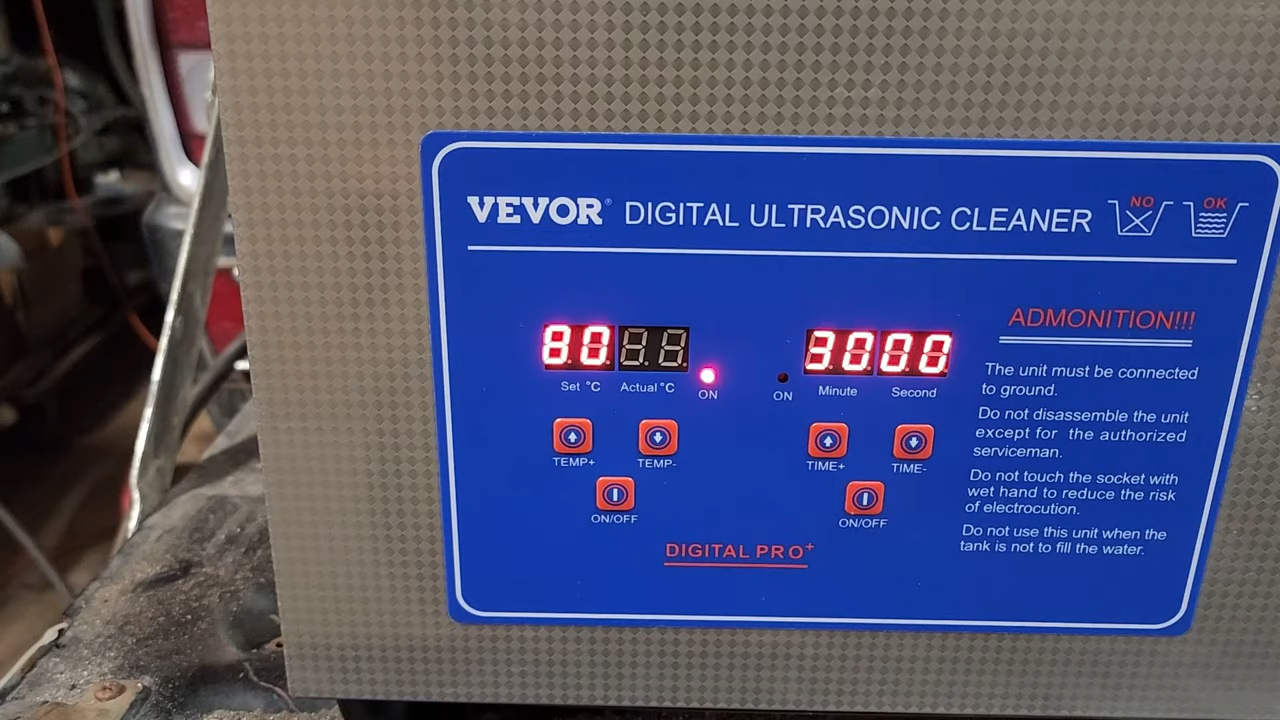 VEVOR® DIGITAL ULTRASONIC CLEANER
NO
OK
80
3000
Set °C
Actual °C
ON
ON
Minute
Second
TEMP+
TEMP-
ON/OFF
TIME+
TIME-
ON/OFF
DIGITAL PRO+
ADMONITION!!!
The unit must be connected
to ground.
Do not disassemble the unit
except for the authorized
serviceman.
Do not touch the socket with
wet hand to reduce the risk
of electrocution.
Do not use this unit when the
tank is not to fill the water.